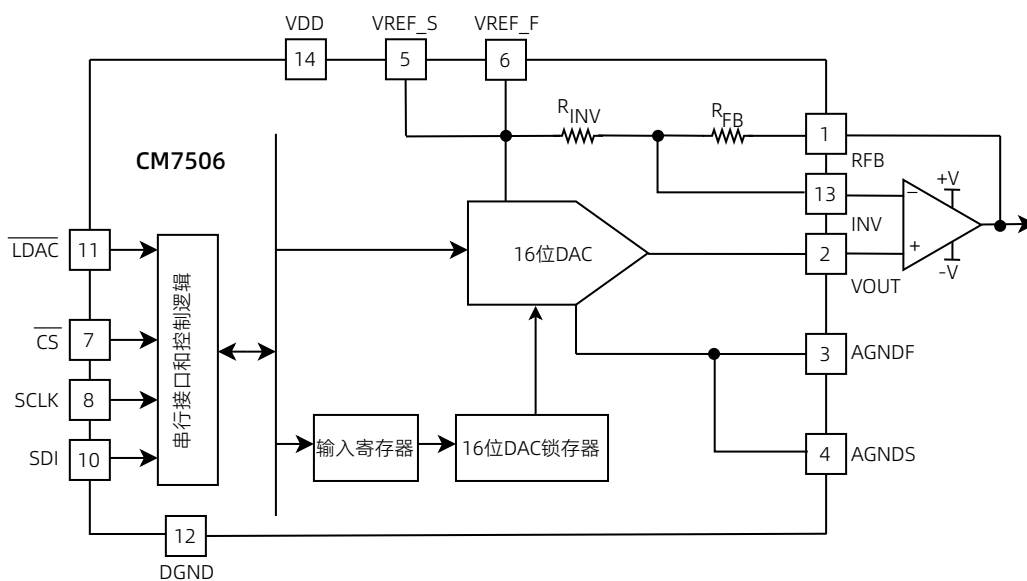 VDD
VREF_S
VREF_F
14
5
6
RINV
RFB
1
RFB
CM7506
13
+V
−
INV
LDAC
11
16位DAC
2
+
-V
VOUT
串行接口和控制逻辑
CS
7
3
AGNDF
SCLK
8
输入寄存器
16位DAC锁存器
SDI
10
4
AGNDS
12
DGND